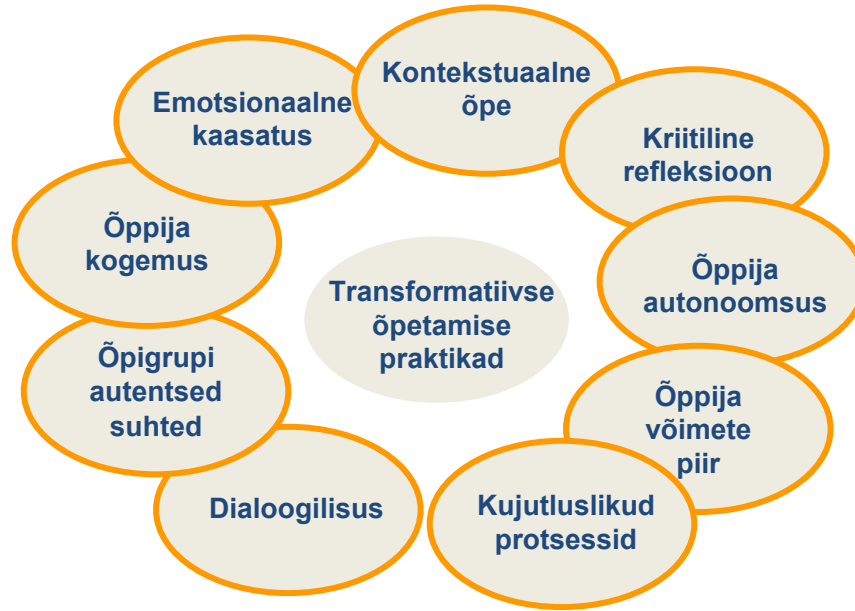 Kontekstuaalne
õpe
Emotsionaalne
kaasatus
Kriitiline
refleksioon
Õppija
kogemus
Õppija
autonoomsus
Transformatiivse
õpetamise
praktikad
Õpigrupi
autentsed
suhted
Õppija
võimete
piir
Dialoogilisus
Kujutluslikud
protsessid